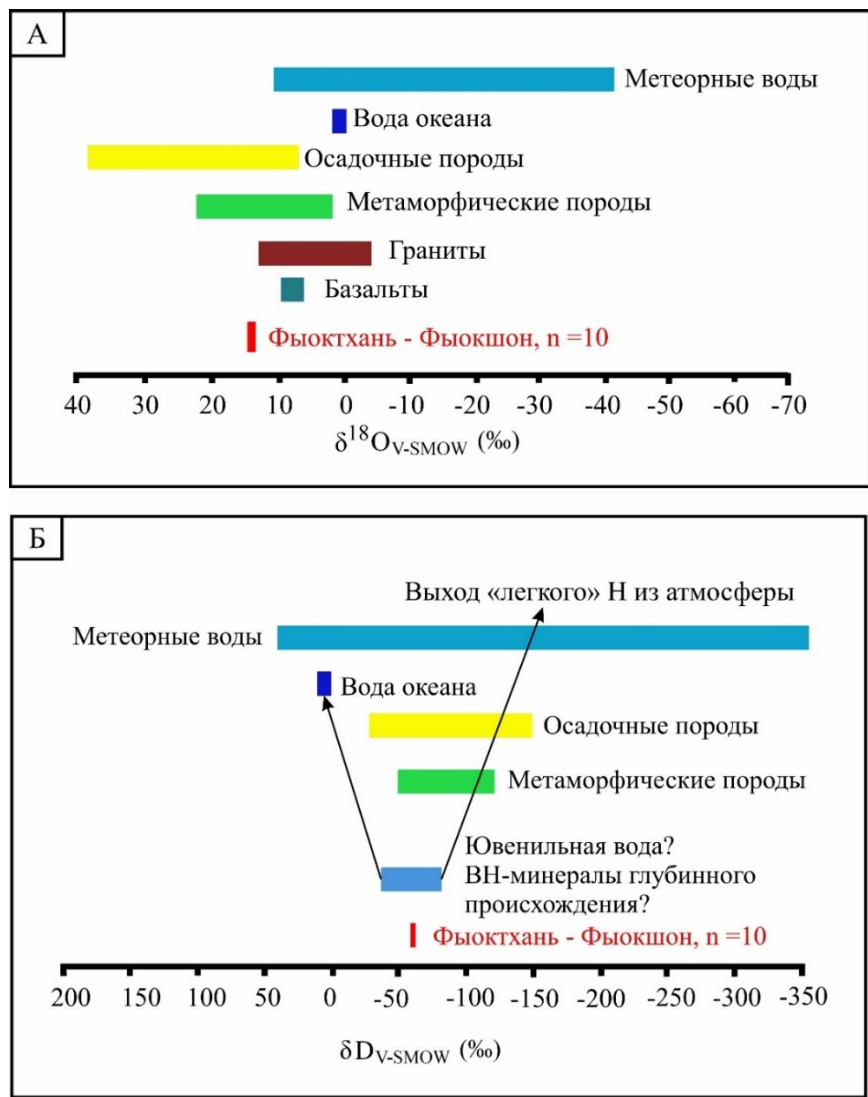 А
Метеорные воды
Вода океана
Осадочные породы
Метаморфические породы
Граниты
Базальты
Фыоктхань - Фыокшон, n =10
40 30 20 10 0 -10 -20 -30 -40 -50 -60 -70
δ¹⁸O V-SMOW (‰)
Б
Выход «легкого» Н из атмосферы
Метеорные воды
Вода океана
Осадочные породы
Метаморфические породы
Ювенильная вода?
ВН-минералы глубинного
происхождения?
Фыоктхань - Фыокшон, n =10
200 150 100 50 0 -50 -100 -150 -200 -250 -300 -350
δD V-SMOW (‰)